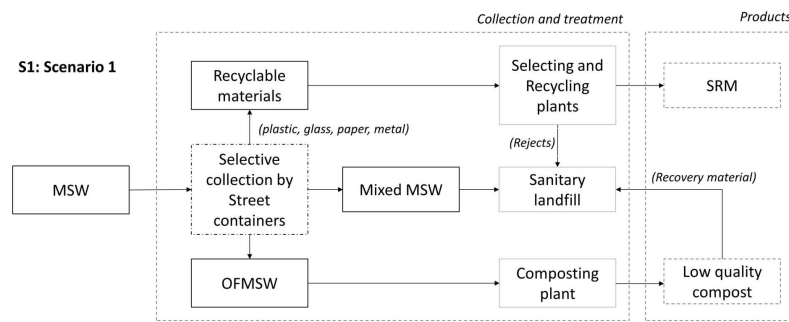 Collection and treatment
Products
S1: Scenario 1
Recyclable
materials
Selecting and
Recycling
plants
SRM
(plastic, glass, paper, metal)
(Rejects)
MSW
Selective
collection by
Street
containers
Mixed MSW
Sanitary
landfill
(Recovery material)
OFMSW
Composting
plant
Low quality
compost